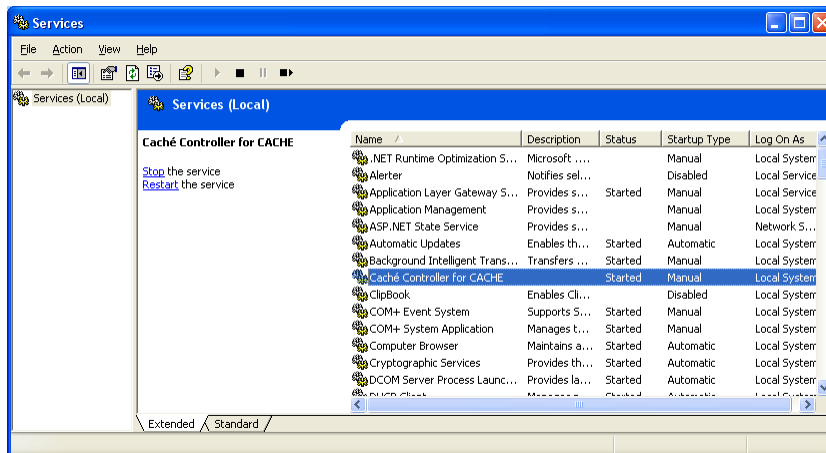 Services
File Action View Help
Services (Local)
Services (Local)
Caché Controller for CACHE
Stop the service
Restart the service
Name Description Status Startup Type Log On As
.NET Runtime Optimization S... Microsoft .... Manual Local System
Alerter Notifies sel... Disabled Local Service
Application Layer Gateway S... Provides s... Started Manual Local Service
Application Management Provides s... Manual Local System
ASP.NET State Service Provides s... Manual Network S...
Automatic Updates Enables th... Started Automatic Local System
Background Intelligent Trans... Transfers ... Started Manual Local System
Caché Controller for CACHE Started Manual Local System
ClipBook Enables Cli... Disabled Local System
COM+ Event System Supports S... Started Manual Local System
COM+ System Application Manages t... Started Manual Local System
Computer Browser Maintains a... Started Automatic Local System
Cryptographic Services Provides th... Started Automatic Local System
DCOM Server Process Launc... Provides la... Started Automatic Local System
DHCP Client Manages n... Started Automatic Local System
Extended Standard